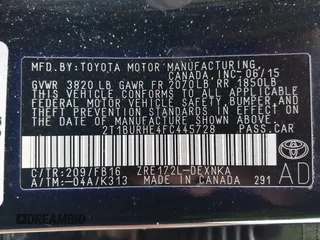 MFD.BY:TOYOTA MOTOR MANUFACTURING
CANADA,INC.06/15
GVWR 3820 LB GAWR FR 2020LB RR 1850LB
THIS VEHICLE CONFORMS TO ALL APPLICABLE
FEDERAL MOTOR VEHICLE SAFETY, BUMPER, AND
THEFT PREVENTION STANDARDS IN EFFECT ON
THE DATE OF MANUFACTURE SHOWN ABOVE.
2T1BURHE4FC445728 PASS.CAR
C/TR:209/FB16 ZRE172L-DEXNKA
A/TM:-04A/K313 MADE IN CANADA 291
TOYOTA
AD
DREAMBID